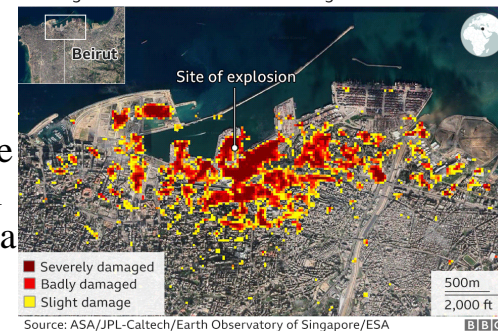 Beirut
Site of explosion
e
a
Severely damaged
Badly damaged
Slight damage
500m
2,000 ft
Source: ASA/JPL-Caltech/Earth Observatory of Singapore/ESA
BBC